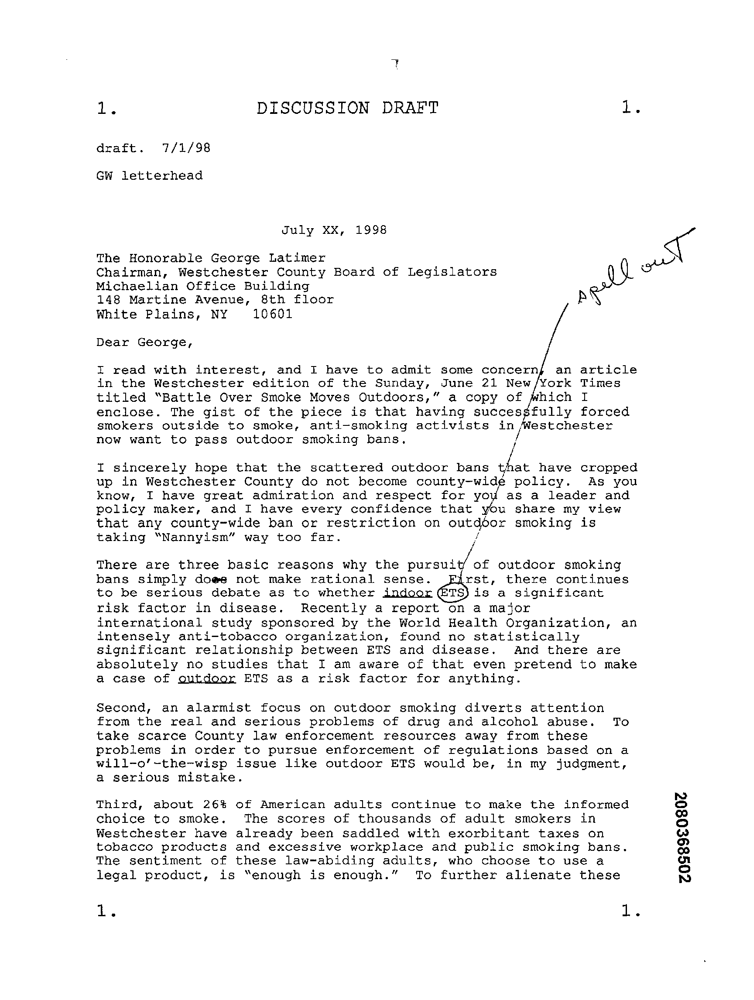 1. DISCUSSION DRAFT 1.
draft. 7/1/98
GW letterhead
July XX, 1998
spell out
The Honorable George Latimer
Chairman, Westchester County Board of Legislators
Michaelian Office Building
148 Martine Avenue, 8th floor
White Plains, NY 10601
Dear George,
I read with interest, and I have to admit some concern, an article
in the Westchester edition of the Sunday, June 21 New York Times
titled "Battle Over Smoke Moves Outdoors," a copy of which I
enclose. The gist of the piece is that having successfully forced
smokers outside to smoke, anti-smoking activists in Westchester
now want to pass outdoor smoking bans.
I sincerely hope that the scattered outdoor bans that have cropped
up in Westchester County do not become county-wide policy. As you
know, I have great admiration and respect for you as a leader and
policy maker, and I have every confidence that you share my view
that any county-wide ban or restriction on outdoor smoking is
taking "Nannyism" way too far.
There are three basic reasons why the pursuit of outdoor smoking
bans simply does not make rational sense. First, there continues
to be serious debate as to whether indoor ETS is a significant
risk factor in disease. Recently a report on a major
international study sponsored by the World Health Organization, an
intensely anti-tobacco organization, found no statistically
significant relationship between ETS and disease. And there are
absolutely no studies that I am aware of that even pretend to make
a case of outdoor ETS as a risk factor for anything.
Second, an alarmist focus on outdoor smoking diverts attention
from the real and serious problems of drug and alcohol abuse. To
take scarce County law enforcement resources away from these
problems in order to pursue enforcement of regulations based on a
will-o'-the-wisp issue like outdoor ETS would be, in my judgment,
a serious mistake.
Third, about 26% of American adults continue to make the informed
choice to smoke. The scores of thousands of adult smokers in
Westchester have already been saddled with exorbitant taxes on
tobacco products and excessive workplace and public smoking bans.
The sentiment of these law-abiding adults, who choose to use a
legal product, is "enough is enough." To further alienate these
2080368502
1. 1.